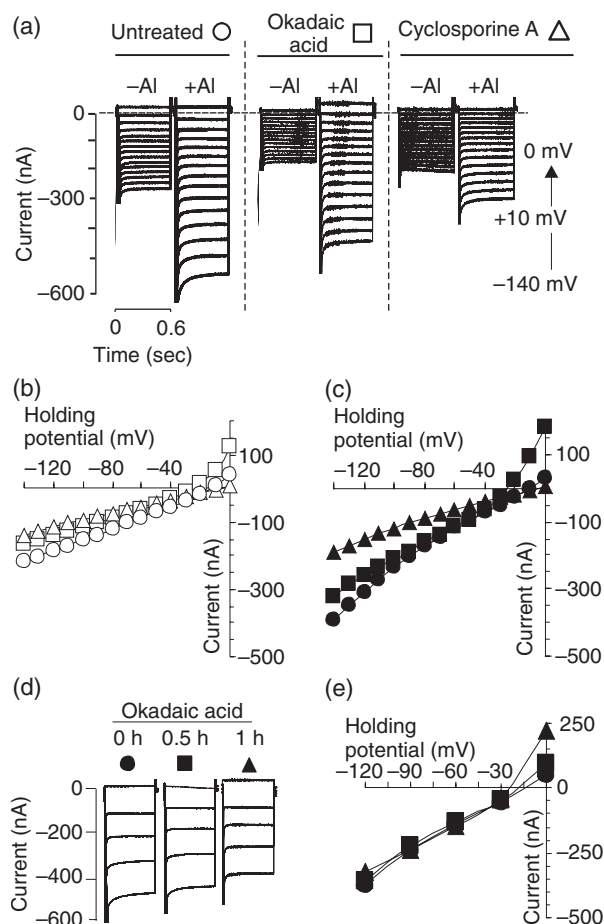 (a)
Untreated
Okadaic acid
Cyclosporine A
–Al +Al
–Al +Al
–Al +Al
0
–300
–600
Current (nA)
0 0.6
Time (sec)
0 mV
+10 mV
–140 mV
(b)
Holding potential (mV)
–120 –80 –40
100
–100
–300
–500
Current (nA)
(c)
Holding potential (mV)
–120 –80 –40
100
–100
–300
–500
Current (nA)
(d)
Okadaic acid
0 h 0.5 h 1 h
0
–200
–400
–600
Current (nA)
(e)
Holding potential (mV)
–120 –90 –60 –30
250
0
–250
–500
Current (nA)